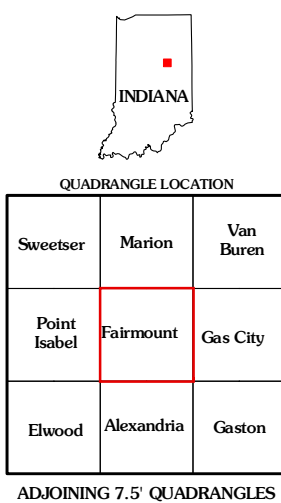 INDIANA
QUADRANGLE LOCATION
Sweetser
Marion
Van
Buren
Point
Isabel
Fairmount
Gas City
Elwood
Alexandria
Gaston
ADJOINING 7.5' QUADRANGLES